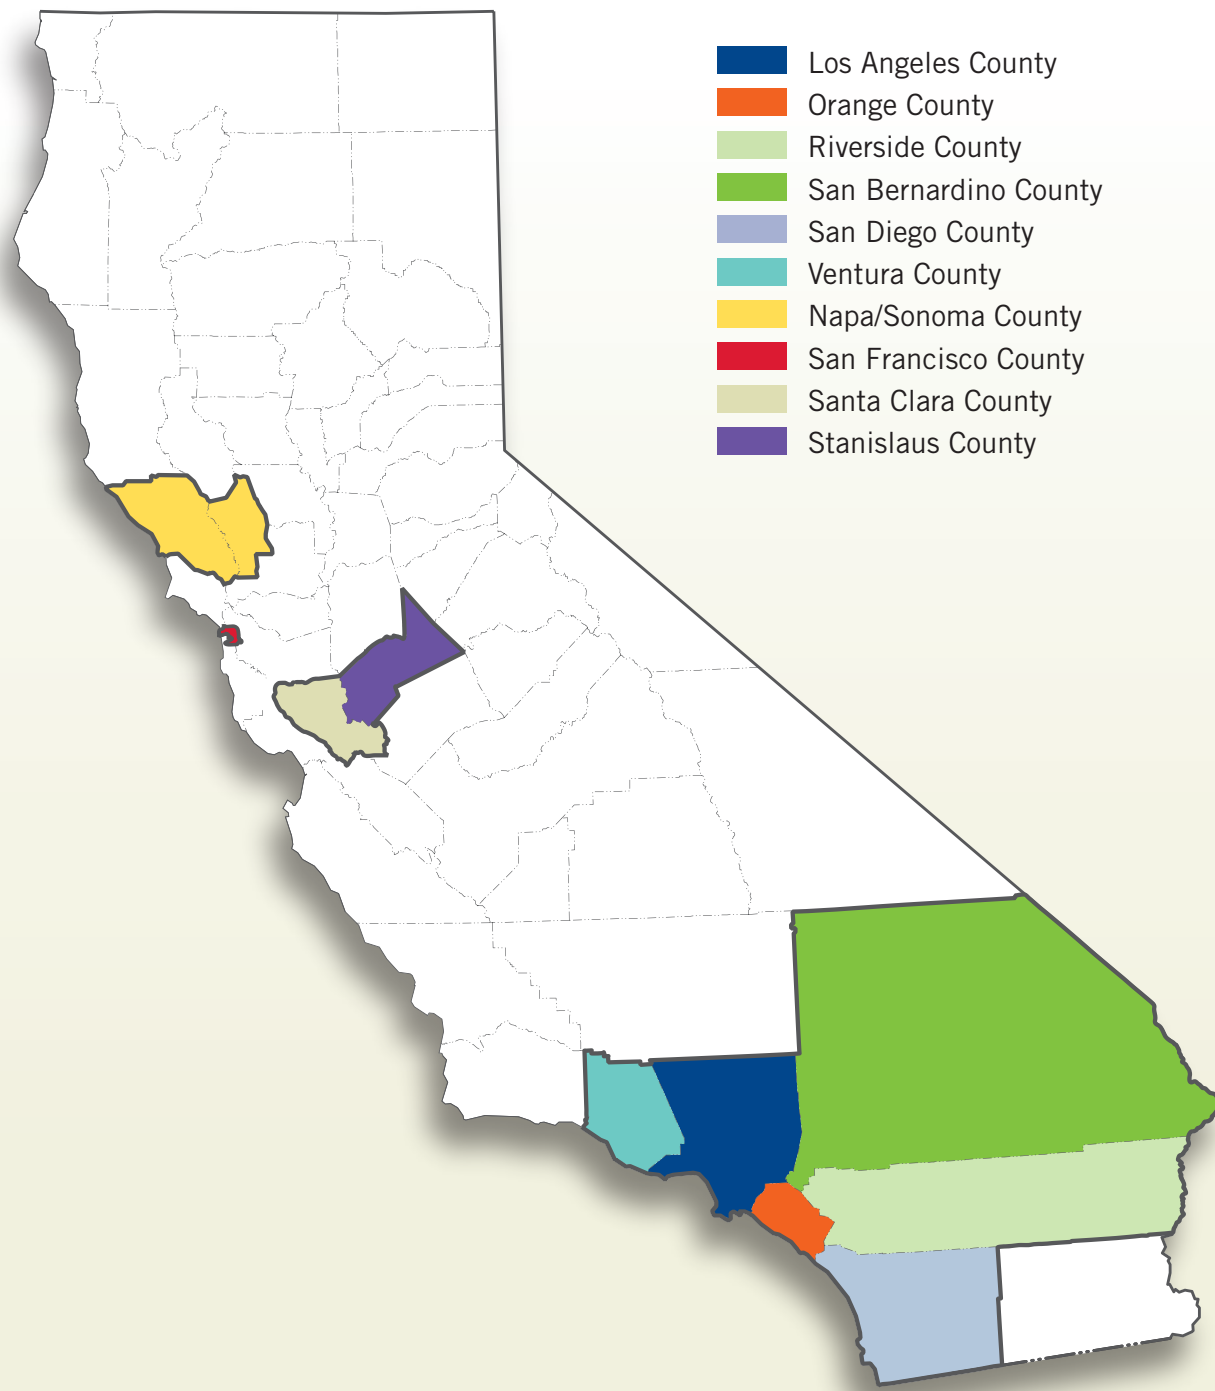 Los Angeles County
Orange County
Riverside County
San Bernardino County
San Diego County
Ventura County
Napa/Sonoma County
San Francisco County
Santa Clara County
Stanislaus County